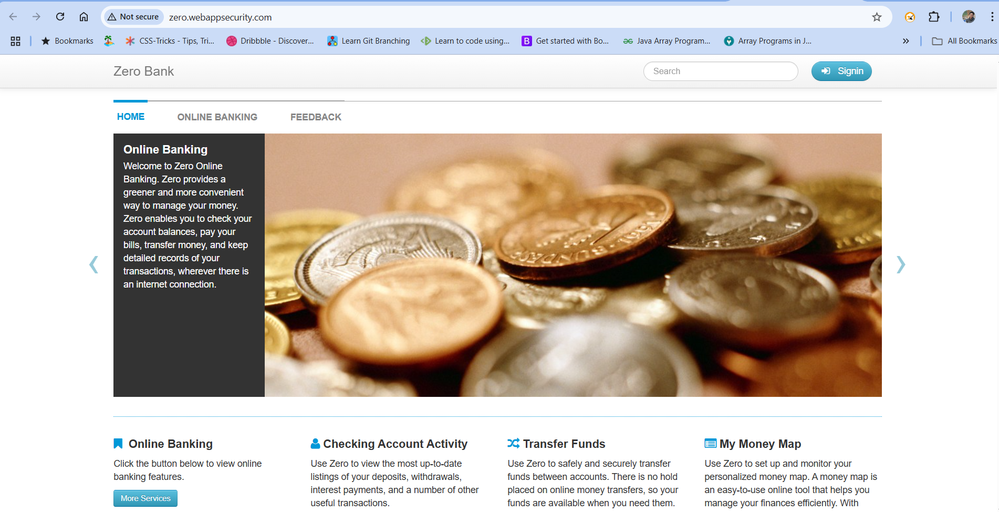 Not secure zero.webappsecurity.com
Bookmarks CSS-Tricks - Tips, Tri... Dribbble - Discover... Learn Git Branching Learn to code using... Get started with Bo... Java Array Program... Array Programs in J... » All Bookmarks
Zero Bank Search Signin
HOME ONLINE BANKING FEEDBACK
Online Banking
Welcome to Zero Online
Banking. Zero provides a
greener and more convenient
way to manage your money.
Zero enables you to check your
account balances, pay your
bills, transfer money, and keep
detailed records of your
transactions, wherever there is
an internet connection.
Online Banking
Click the button below to view online
banking features.
More Services
Checking Account Activity
Use Zero to view the most up-to-date
listings of your deposits, withdrawals,
interest payments, and a number of other
useful transactions.
Transfer Funds
Use Zero to safely and securely transfer
funds between accounts. There is no hold
placed on online money transfers, so your
funds are available when you need them.
My Money Map
Use Zero to set up and monitor your
personalized money map. A money map is
an easy-to-use online tool that helps you
manage your finances efficiently. With